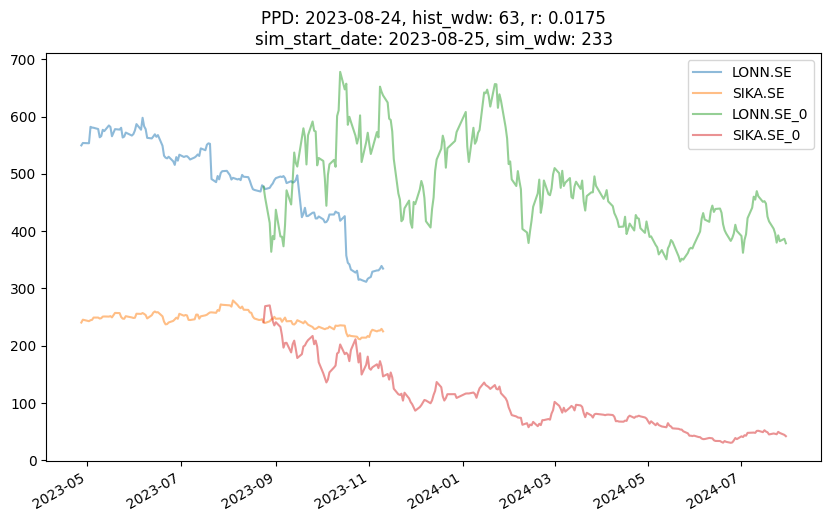 PPD: 2023-08-24, hist_wdw: 63, r: 0.0175
sim_start_date: 2023-08-25, sim_wdw: 233
LONN.SE
SIKA.SE
LONN.SE_0
SIKA.SE_0
700
600
500
400
300
200
100
0
2023-05
2023-07
2023-09
2023-11
2024-01
2024-03
2024-05
2024-07